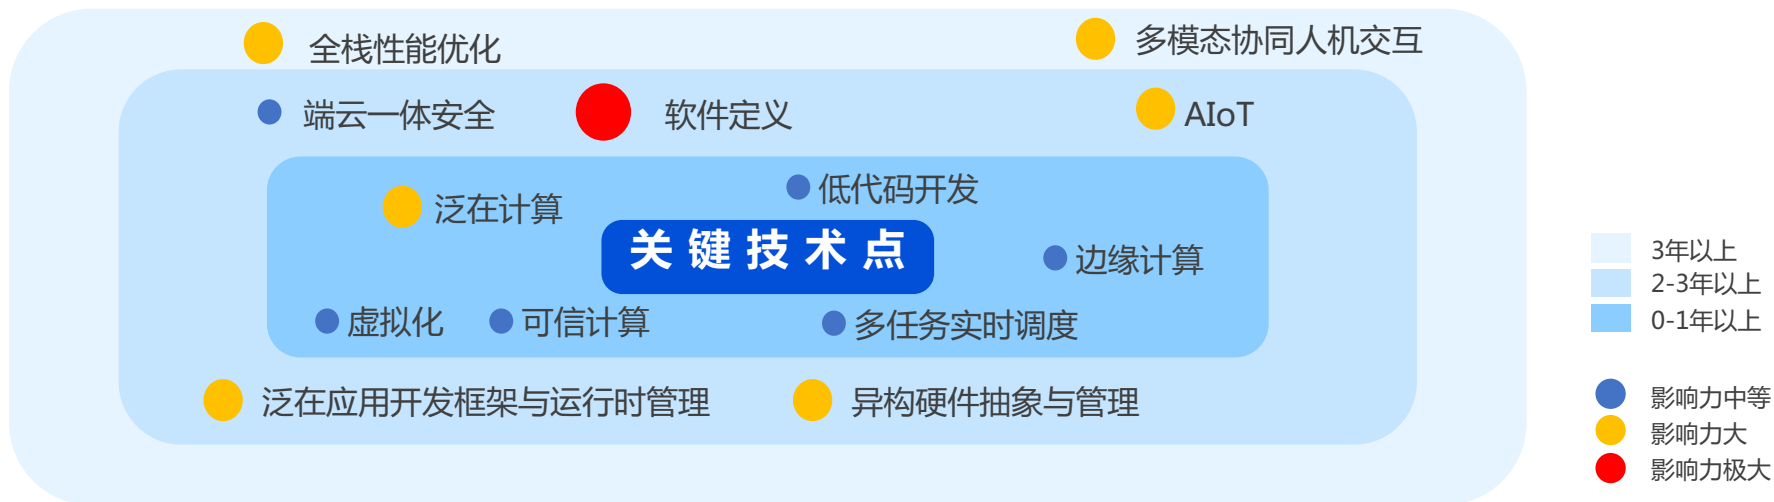 全栈性能优化
多模态协同人机交互
端云一体安全
软件定义
AIoT
低代码开发
泛在计算
关键技术点
边缘计算
虚拟化
可信计算
多任务实时调度
泛在应用开发框架与运行时管理
异构硬件抽象与管理
3年以上
2-3年以上
0-1年以上
影响力中等
影响力大
影响力极大